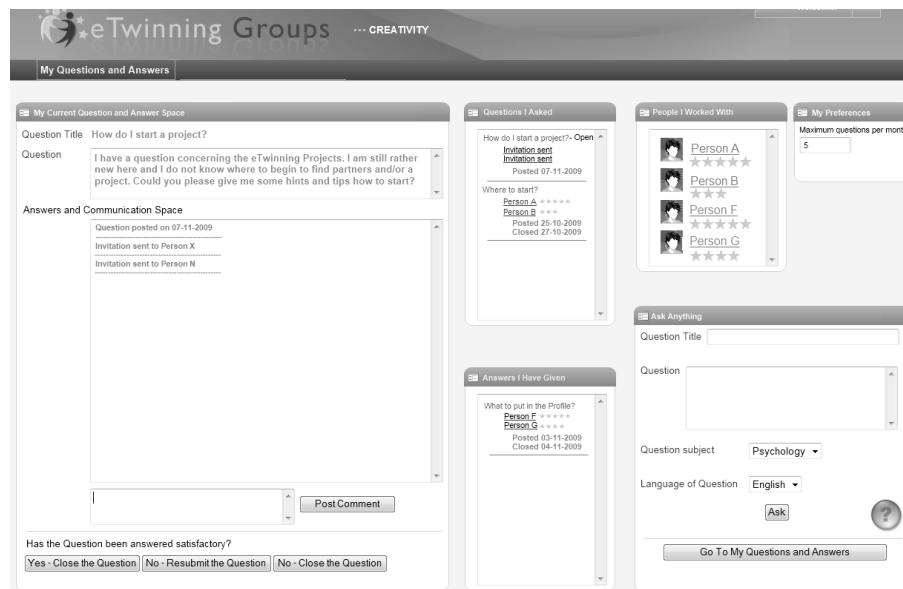 eTwinning Groups ... CREATIVITY
My Questions and Answers
My Current Question and Answer Space
Question Title How do I start a project?
Question
I have a question concerning the eTwinning Projects. I am still rather
new here and I do not know where to begin to find partners and/or a
project. Could you please give me some hints and tips how to start?
Answers and Communication Space
Question posted on 07-11-2009
Invitation sent to Person X
Invitation sent to Person N
Post Comment
Has the Question been answered satisfactory?
Yes - Close the Question No - Resubmit the Question No - Close the Question
Questions I Asked
How do I start a project?- Open
Invitation sent
Invitation sent
Posted 07-11-2009
Where to start?
Person A
Person B
Posted 25-10-2009
Closed 27-10-2009
Answers I Have Given
What to put in the Profile?
Person F
Person G
Posted 03-11-2009
Closed 04-11-2009
People I Worked With
Person A
Person B
Person F
Person G
My Preferences
Maximum questions per mont
5
Ask Anything
Question Title
Question
Question subject Psychology
Language of Question English
Ask
?
Go To My Questions and Answers